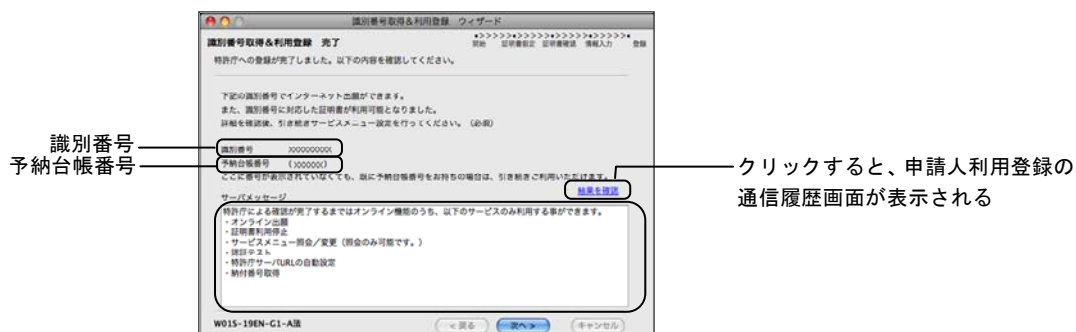 識別番号取得&利用登録 ウィザード
識別番号取得&利用登録 完了
•>>>>>•>>>>>•>>>>>•>>>>>•
開始 証明書設定 証明書確認 情報入力 登録
特許庁への登録が完了しました。以下の内容を確認してください。
下記の識別番号でインターネット出願ができます。
また、識別番号に対応した証明書が利用可能となりました。
詳細を確認後、引き続きサービスメニュー設定を行ってください。(必須)
識別番号
識別番号 XXXXXXXXX
予納台帳番号
予納台帳番号 (XXXXXX)
ここに番号が表示されていなくても、既に予納台帳番号をお持ちの場合は、引き続きご利用いただけます。
結果を確認
クリックすると、申請人利用登録の
通信履歴画面が表示される
サーバメッセージ
特許庁による確認が完了するまではオンライン機能のうち、以下のサービスのみ利用する事ができます。
・オンライン出願
・証明書利用停止
・サービスメニュー照会/変更(照会のみ可能です。)
・認証テスト
・特許庁サーバURLの自動設定
・納付番号取得
W01S-19EN-G1-A法
<戻る 次へ> キャンセル